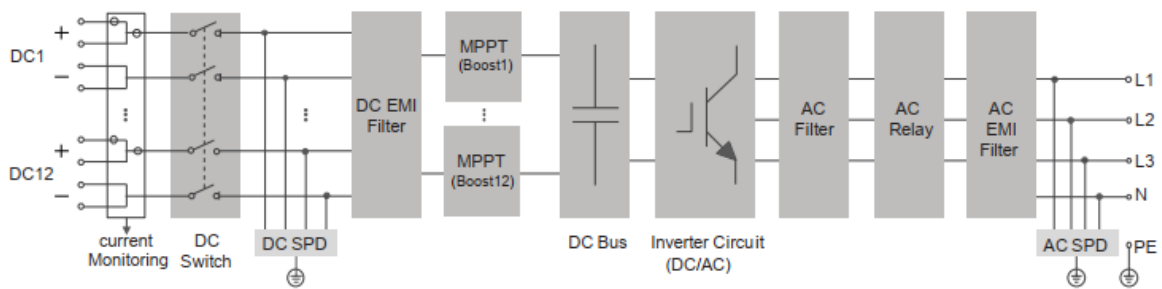 DC1
+
−
⋮
DC12
+
−
current
Monitoring
DC
Switch
DC SPD
⋮
DC EMI
Filter
MPPT
(Boost1)
⋮
MPPT
(Boost12)
DC Bus
Inverter Circuit
(DC/AC)
AC
Filter
AC
Relay
AC
EMI
Filter
L1
L2
L3
N
AC SPD
PE